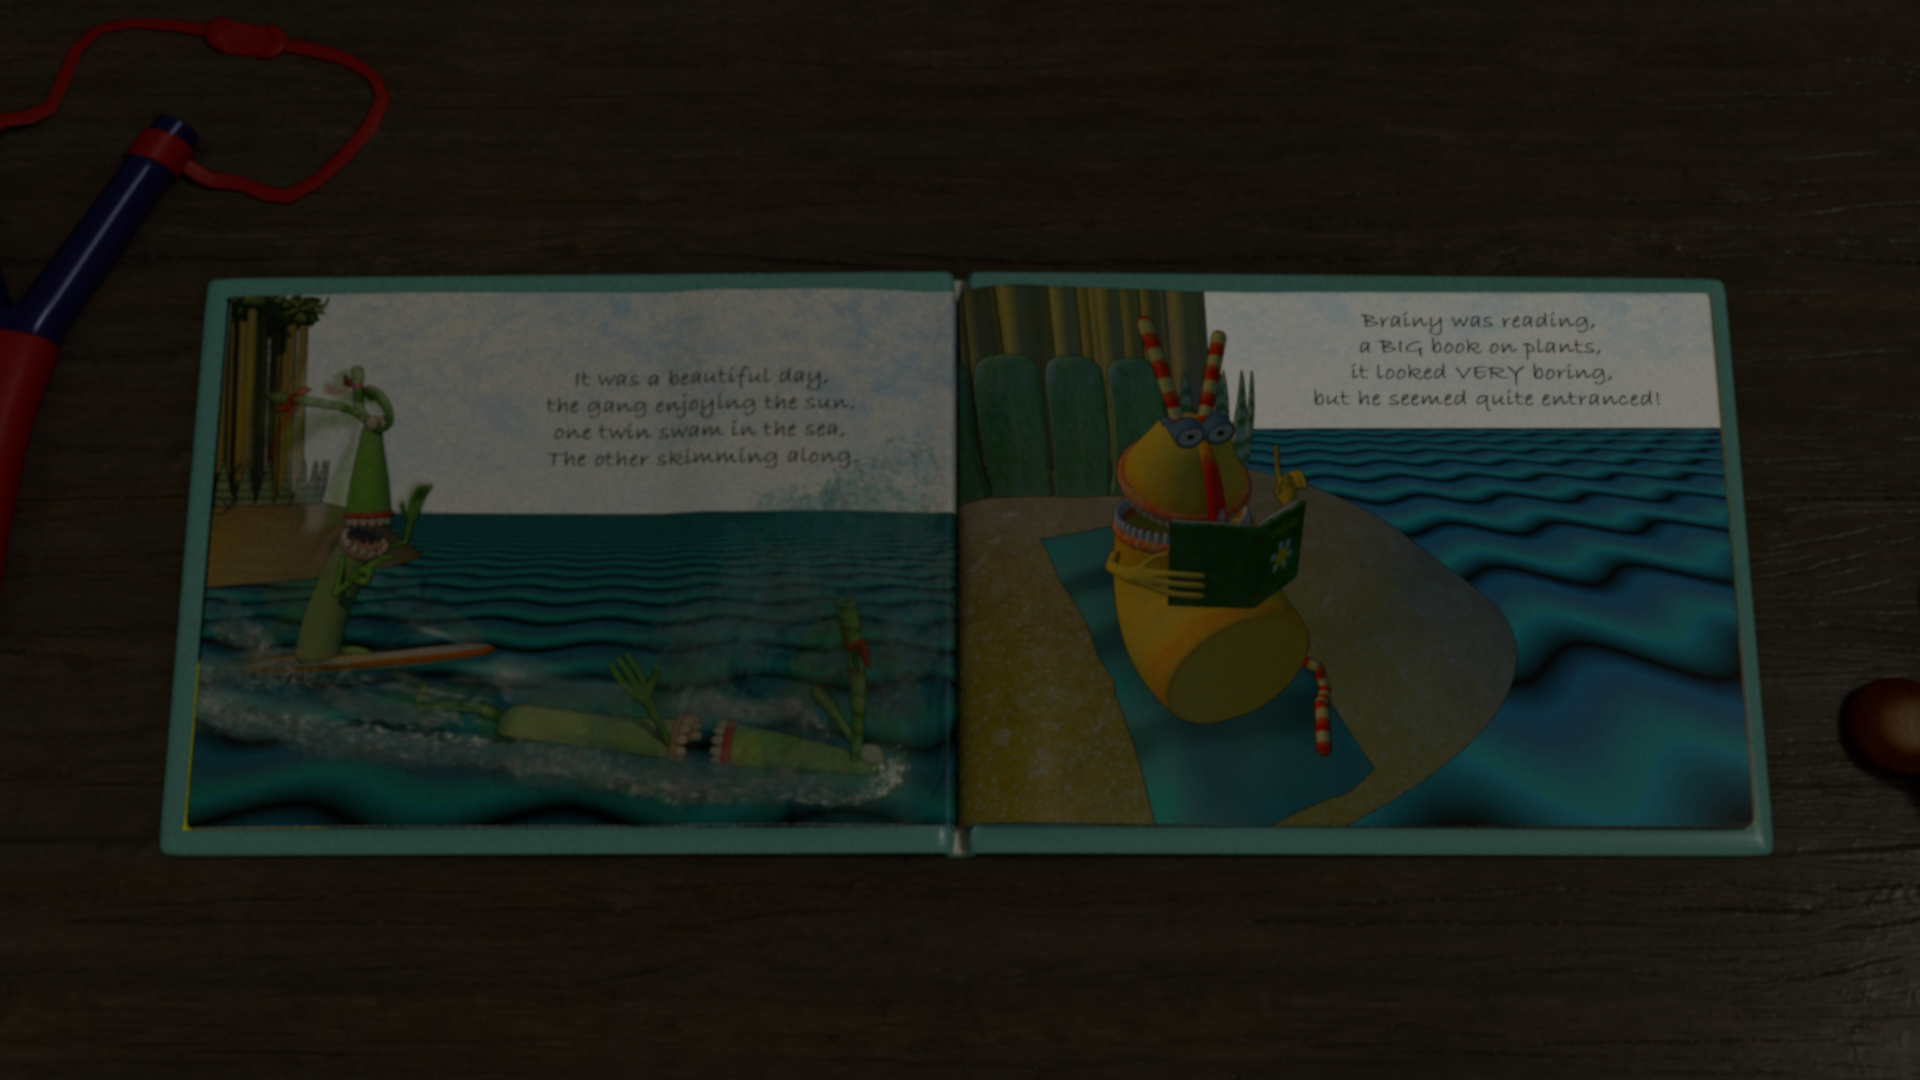 It was a beautiful day,
the gang enjoying the sun,
one twin swam in the sea,
The other skimming along.
Brainy was reading,
a BIG book on plants,
it looked VERY boring,
but he seemed quite entranced!